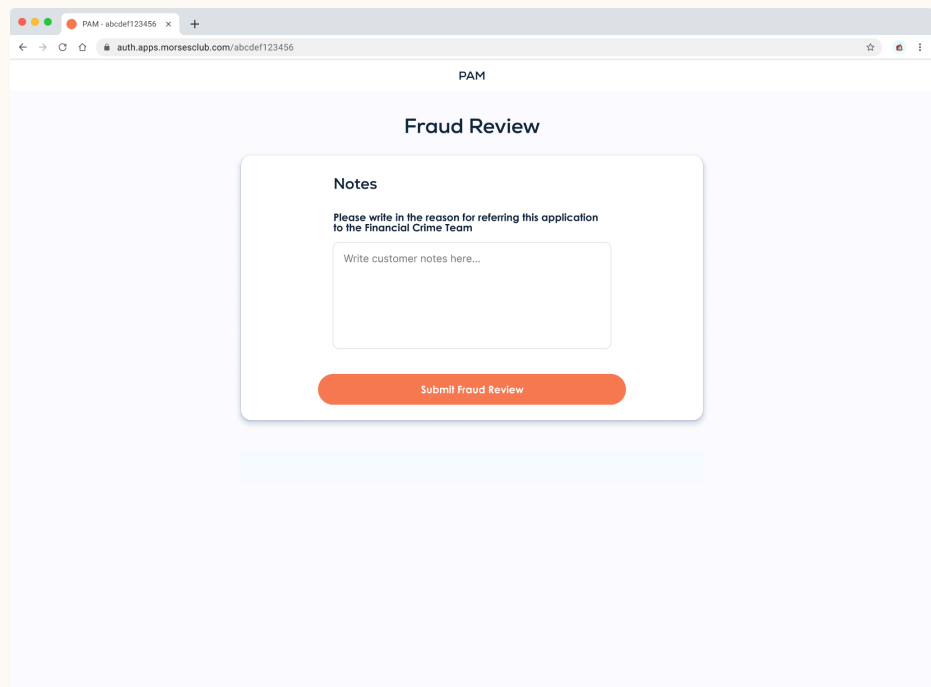 PAM - abcdef123456
auth.apps.morsesclub.com/abcdef123456
PAM
Fraud Review
Notes
Please write in the reason for referring this application
to the Financial Crime Team
Write customer notes here...
Submit Fraud Review